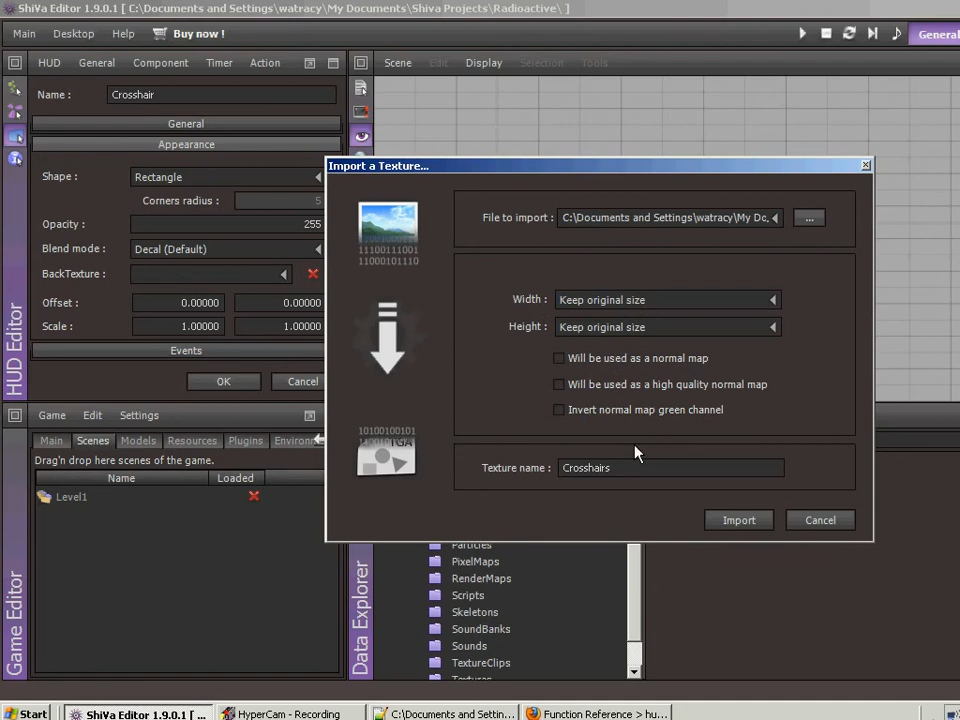 ShiVa Editor 1.9.0.1 [ C:\Documents and Settings\watracy\My Documents\Shiva Projects\Radioactive\ ]
Main Desktop Help Buy now ! General
HUD General Component Timer Action Scene Edit Display Selection Tools
Name : Crosshair
General
Appearance
Shape : Rectangle
Corners radius : 5
Opacity : 255
Blend mode : Decal (Default)
BackTexture :
Offset : 0.00000 0.00000
Scale : 1.00000 1.00000
Events
OK Cancel
HUD Editor
Import a Texture...
File to import : C:\Documents and Settings\watracy\My Dc, ...
Width : Keep original size
Height : Keep original size
Will be used as a normal map
Will be used as a high quality normal map
Invert normal map green channel
Texture name : Crosshairs
Import Cancel
11100111001
11000101110
10100100101
TGA
Game Edit Settings
Main Scenes Models Resources Plugins Environ
Drag'n drop here scenes of the game.
Name Loaded
Level1
Game Editor
Particles
PixelMaps
RenderMaps
Scripts
Skeletons
SoundBanks
Sounds
TextureClips
Textures
Data Explorer
Start ShiVa Editor 1.9.0.1 [ ... HyperCam - Recording C:\Documents and Settin... Function Reference > hu...